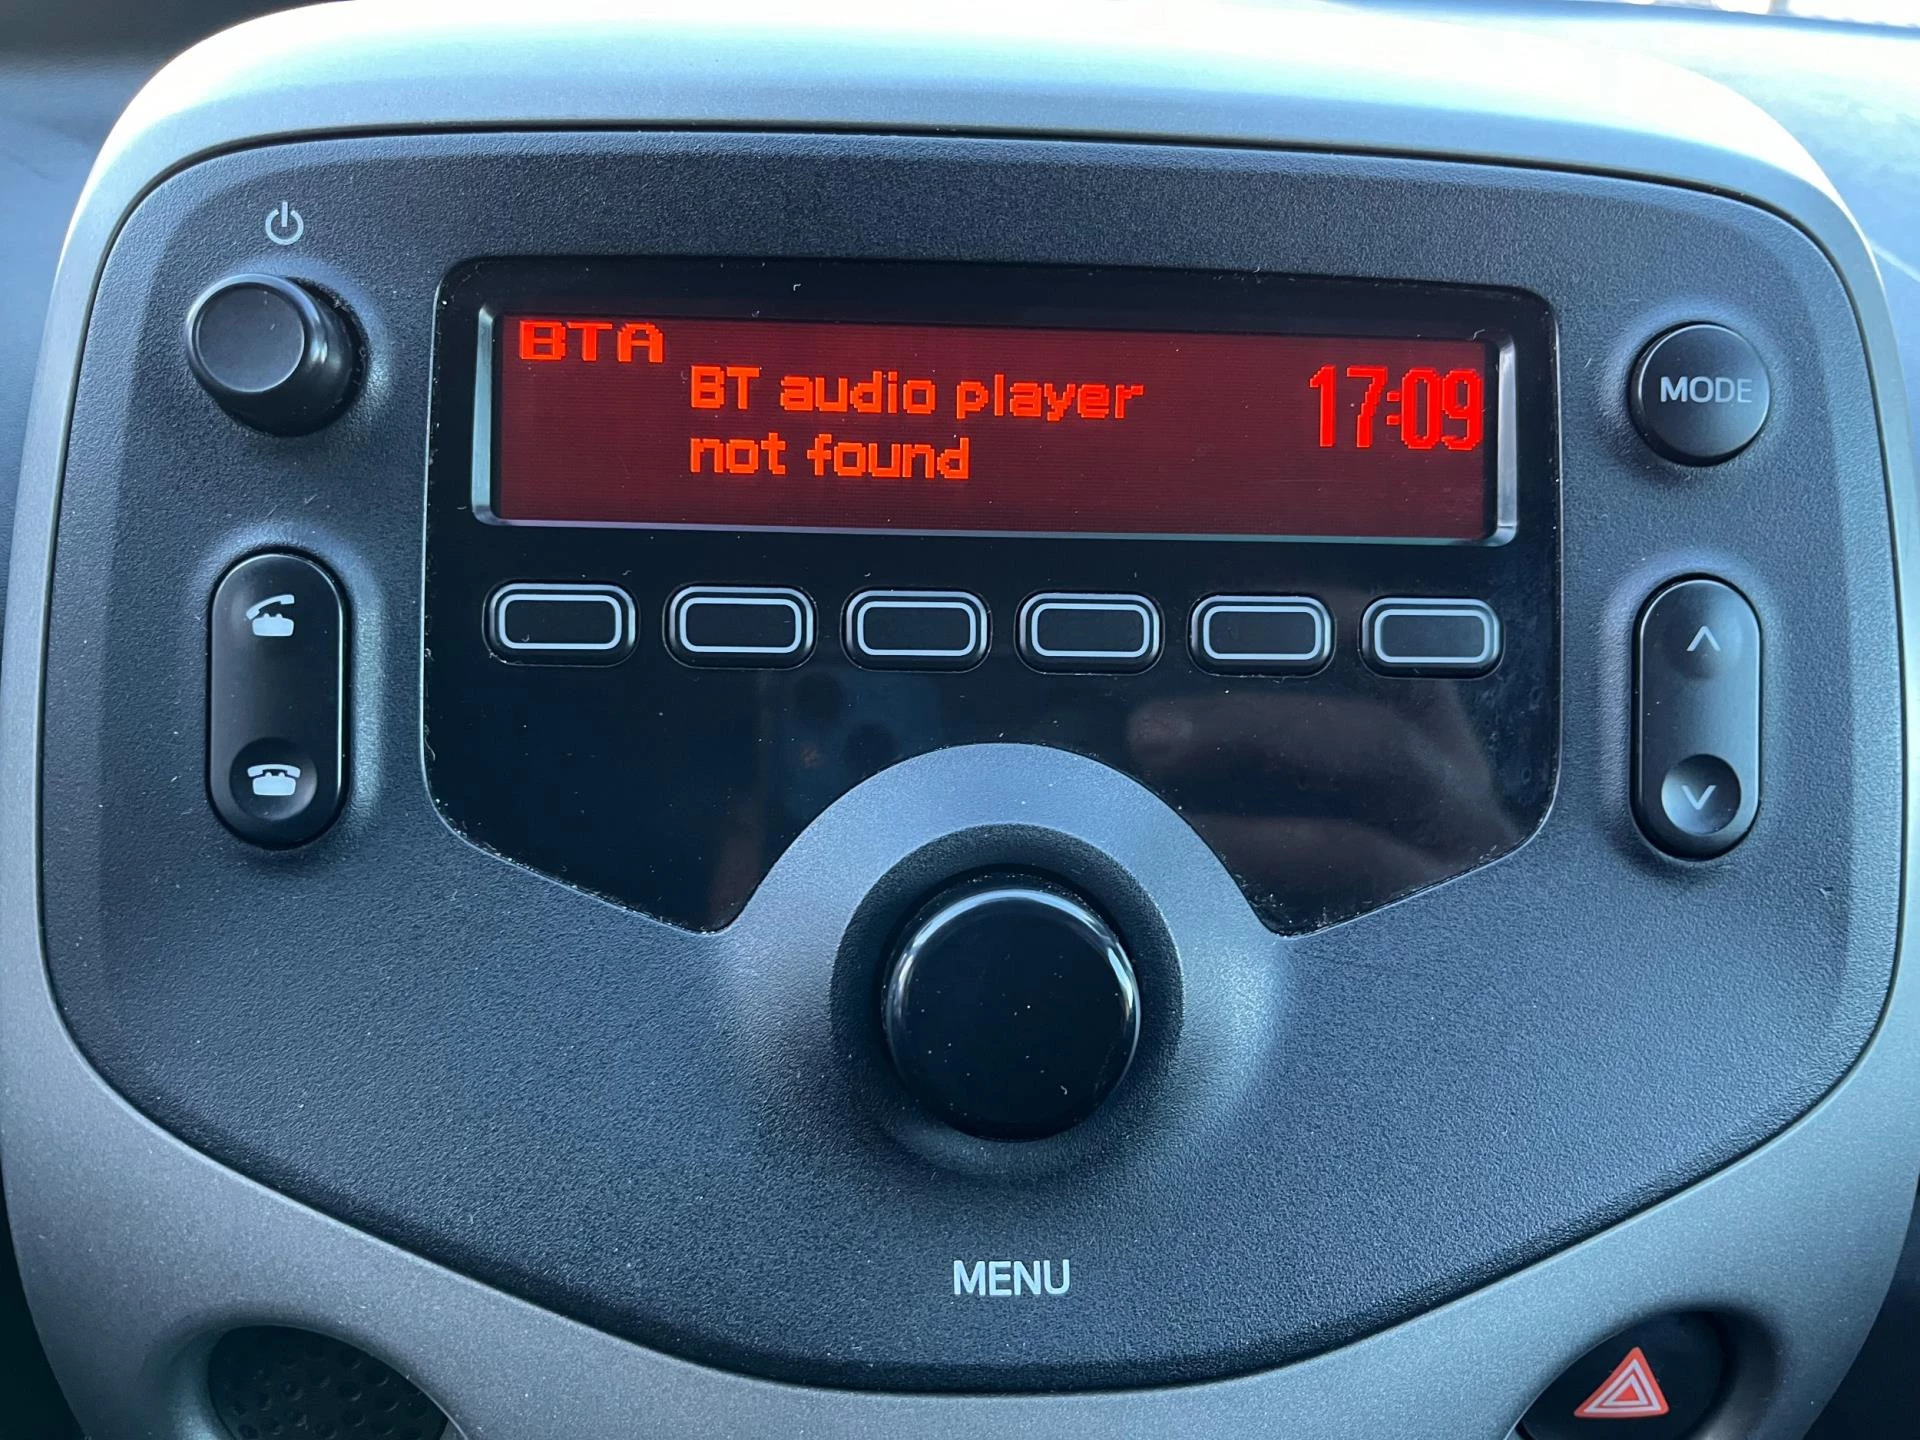 BTA
BT audio player
not found
17:09
MODE
MENU